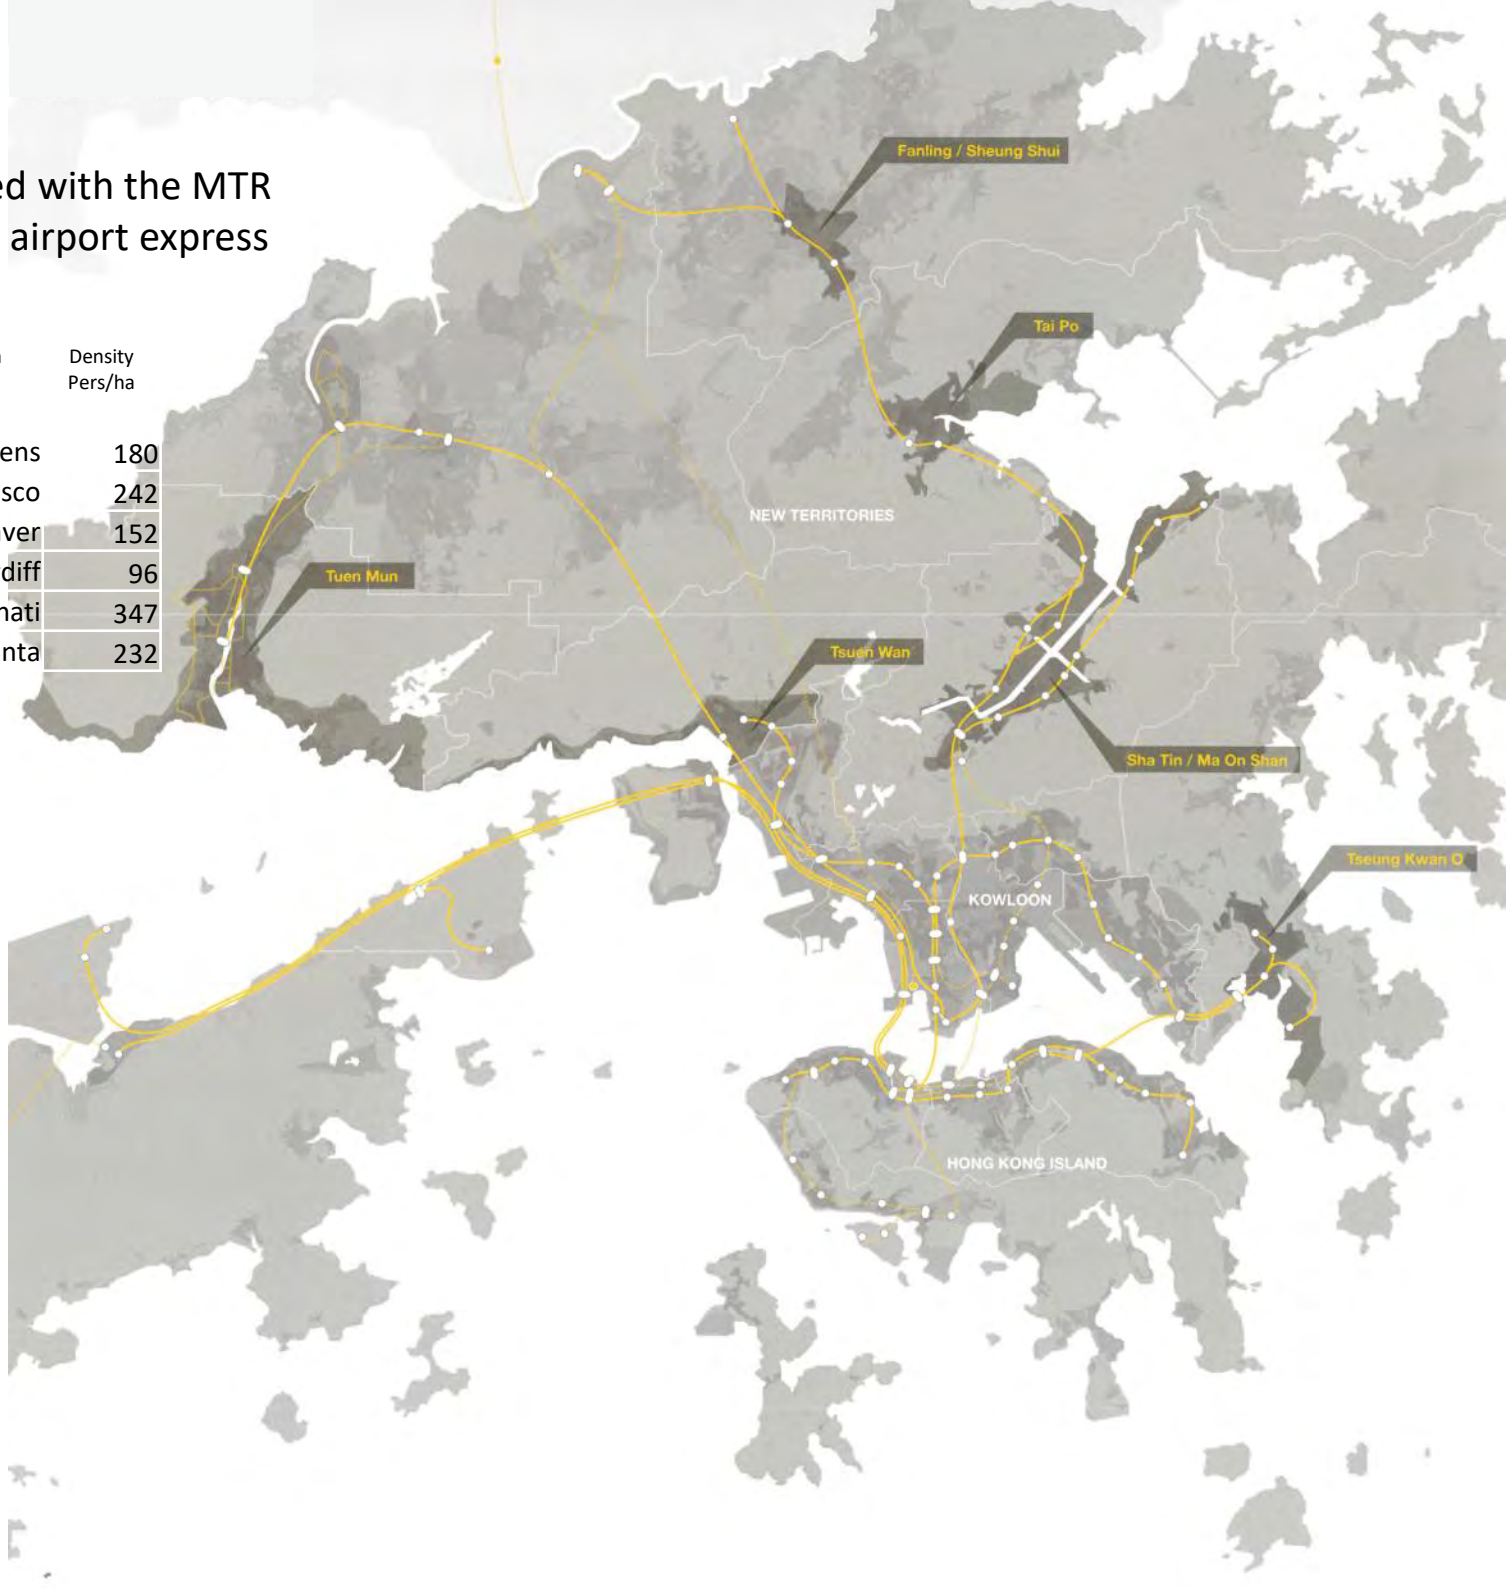 ed with the MTR
airport express
Density
Pers/ha
ens 180
sco 242
ver 152
diff 96
nati 347
nta 232
Fanling / Sheung Shui
Tai Po
NEW TERRITORIES
Tuen Mun
Tsuen Wan
Sha Tin / Ma On Shan
Tseung Kwan O
KOWLOON
HONG KONG ISLAND